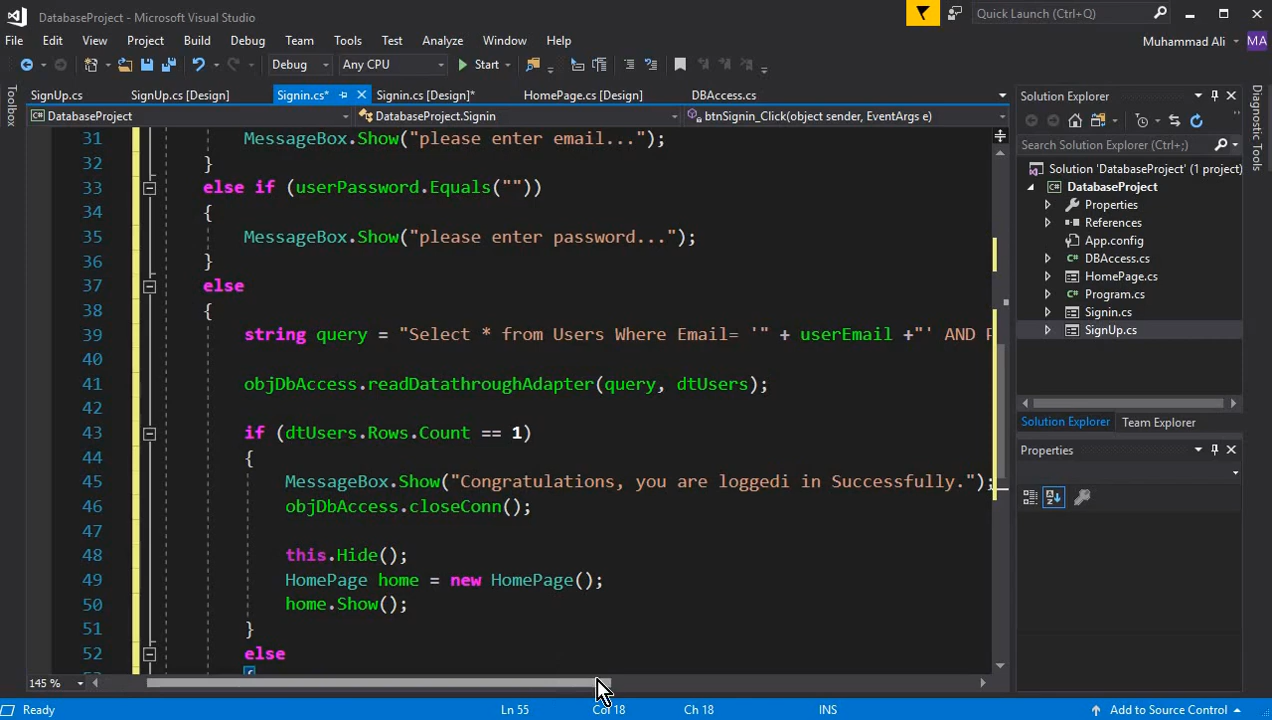 DatabaseProject - Microsoft Visual Studio
Quick Launch (Ctrl+Q)
File Edit View Project Build Debug Team Tools Test Analyze Window Help
Muhammad Ali MA
Debug Any CPU Start
SignUp.cs SignUp.cs [Design] Signin.cs* Signin.cs [Design]* HomePage.cs [Design] DBAccess.cs
DatabaseProject DatabaseProject.Signin btnSignin_Click(object sender, EventArgs e)
Toolbox
31 MessageBox.Show("please enter email...");
32 }
33 else if (userPassword.Equals(""))
34 {
35 MessageBox.Show("please enter password...");
36 }
37 else
38 {
39 string query = "Select * from Users Where Email= '" + userEmail +"' AND P
40
41 objDbAccess.readDatathroughAdapter(query, dtUsers);
42
43 if (dtUsers.Rows.Count == 1)
44 {
45 MessageBox.Show("Congratulations, you are loggedi in Successfully.");
46 objDbAccess.closeConn();
47
48 this.Hide();
49 HomePage home = new HomePage();
50 home.Show();
51 }
52 else
{
145 %
Solution Explorer
Search Solution Explorer (Ctrl+;)
Solution 'DatabaseProject' (1 project)
DatabaseProject
Properties
References
App.config
DBAccess.cs
HomePage.cs
Program.cs
Signin.cs
SignUp.cs
Solution Explorer Team Explorer
Properties
Diagnostic Tools
Ready Ln 55 Col 18 Ch 18 INS Add to Source Control